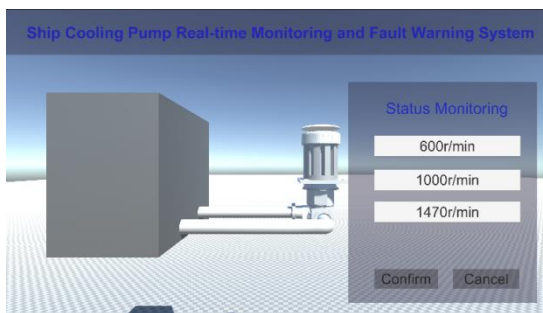 Ship Cooling Pump Real-time Monitoring and Fault Warning System
Status Monitoring
600r/min
1000r/min
1470r/min
Confirm Cancel